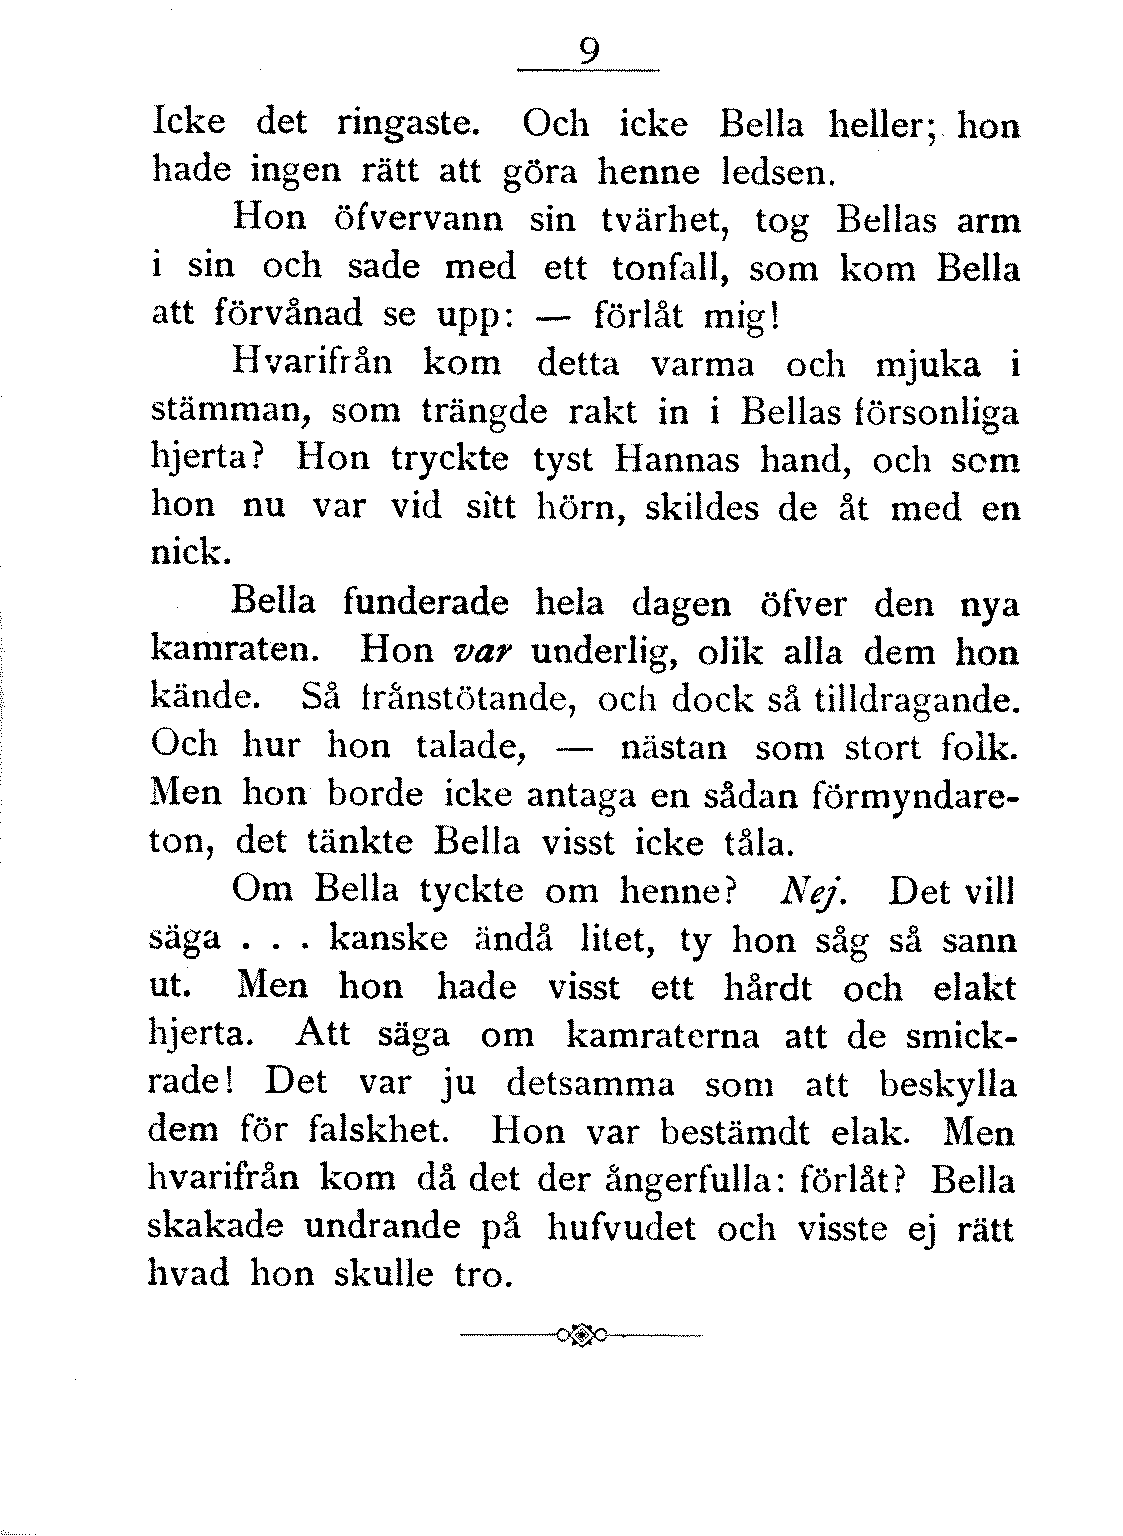 9
Icke det ringaste. Och icke Bella heller; hon
hade ingen rätt att göra henne ledsen.
Hon öfvervann sin tvärhet, tog Bellas arm
i sin och sade med ett tonfall, som kom Bella
att förvånad se upp: — förlåt mig!
Hvarifrån kom detta varma och mjuka i
stämman, som trängde rakt in i Bellas försonliga
hjerta? Hon tryckte tyst Hannas hand, och som
hon nu var vid sitt hörn, skildes de åt med en
nick.
Bella funderade hela dagen öfver den nya
kamraten. Hon var underlig, olik alla dem hon
kände. Så frånstötande, och dock så tilldragande.
Och hur hon talade, — nästan som stort folk.
Men hon borde icke antaga en sådan förmyndare-
ton, det tänkte Bella visst icke tåla.
Om Bella tyckte om henne? Nej. Det vill
säga . . . kanske ändå litet, ty hon såg så sann
ut. Men hon hade visst ett hårdt och elakt
hjerta. Att säga om kamraterna att de smick-
rade! Det var ju detsamma som att beskylla
dem för falskhet. Hon var bestämdt elak. Men
hvarifrån kom då det der ångerfulla: förlåt? Bella
skakade undrande på hufvudet och visste ej rätt
hvad hon skulle tro.